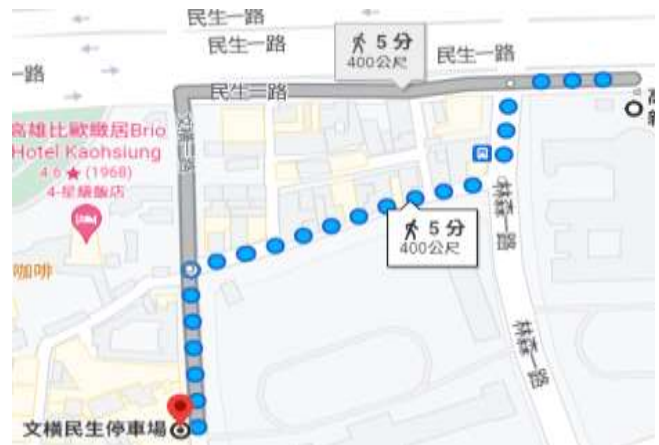 民生一路
民生一路
民生一路
一路
5 分
400公尺
民生一路
文橫二路
高雄比歐緻居Brio
Hotel Kaohsiung
4.6 ★ (1968)
4-星級飯店
咖啡
林森一路
5 分
400公尺
林森一路
文橫民生停車場